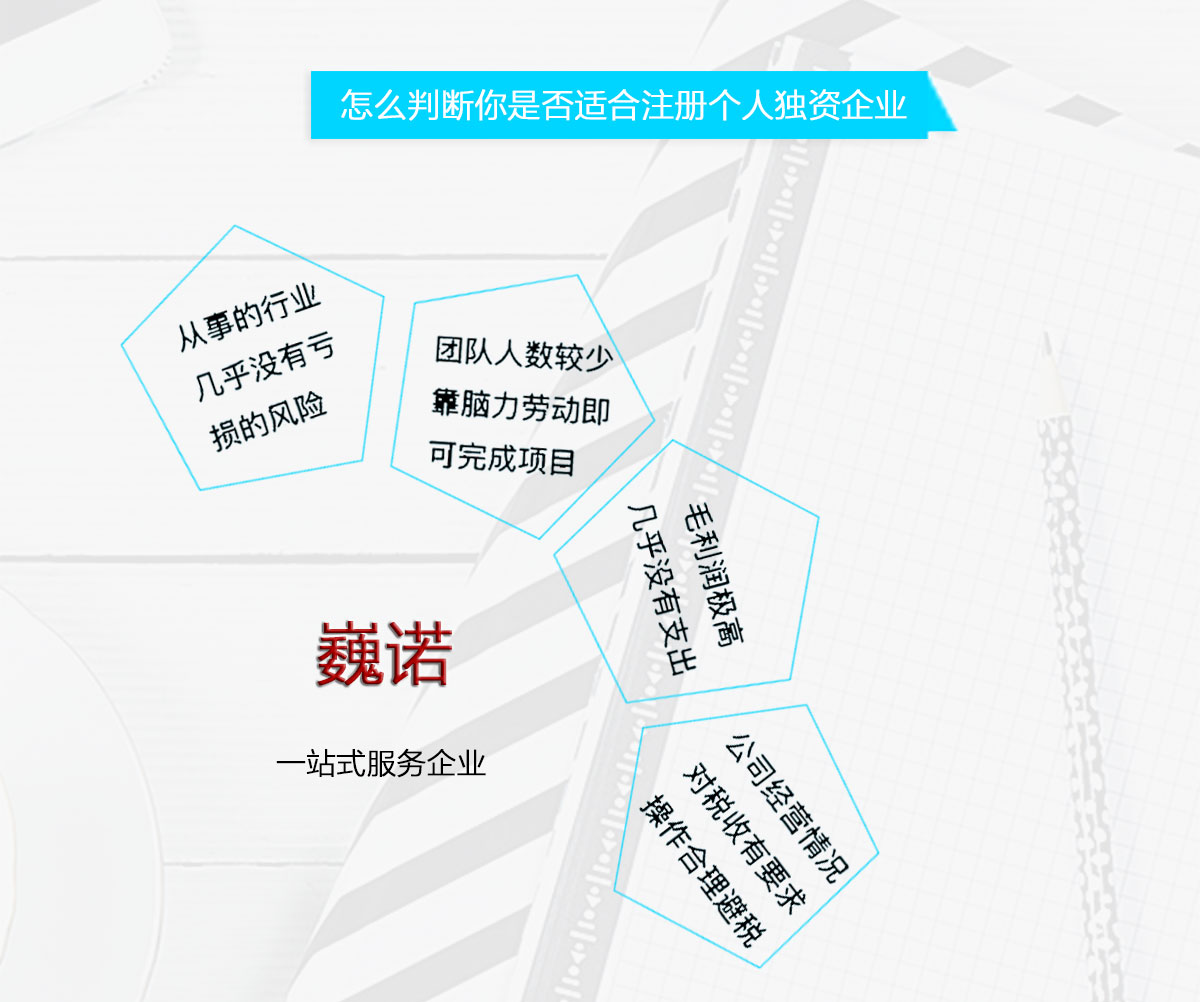 怎么判断你是否适合注册个人独资企业
从事的行业
几乎没有亏
损的风险
团队人数较少
靠脑力劳动即
可完成项目
毛利润极高
几乎没有支出
巍诺
一站式服务企业
公司经营情况
对税收有要求
操作合理避税